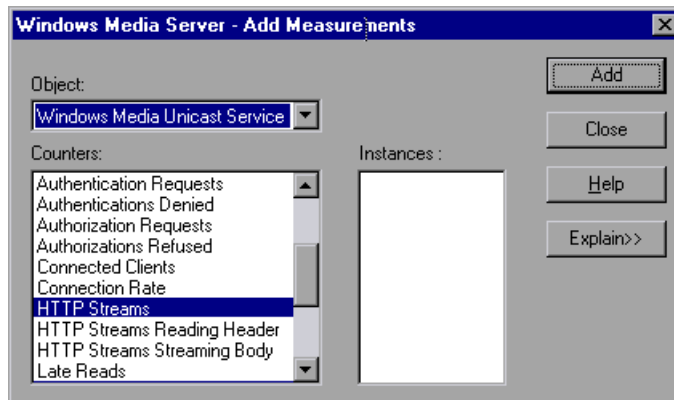 Windows Media Server - Add Measurements
Object:
Windows Media Unicast Service
Counters:
Authentication Requests
Authentications Denied
Authorization Requests
Authorizations Refused
Connected Clients
Connection Rate
HTTP Streams
HTTP Streams Reading Header
HTTP Streams Streaming Body
Late Reads
Instances :
Add
Close
Help
Explain>>